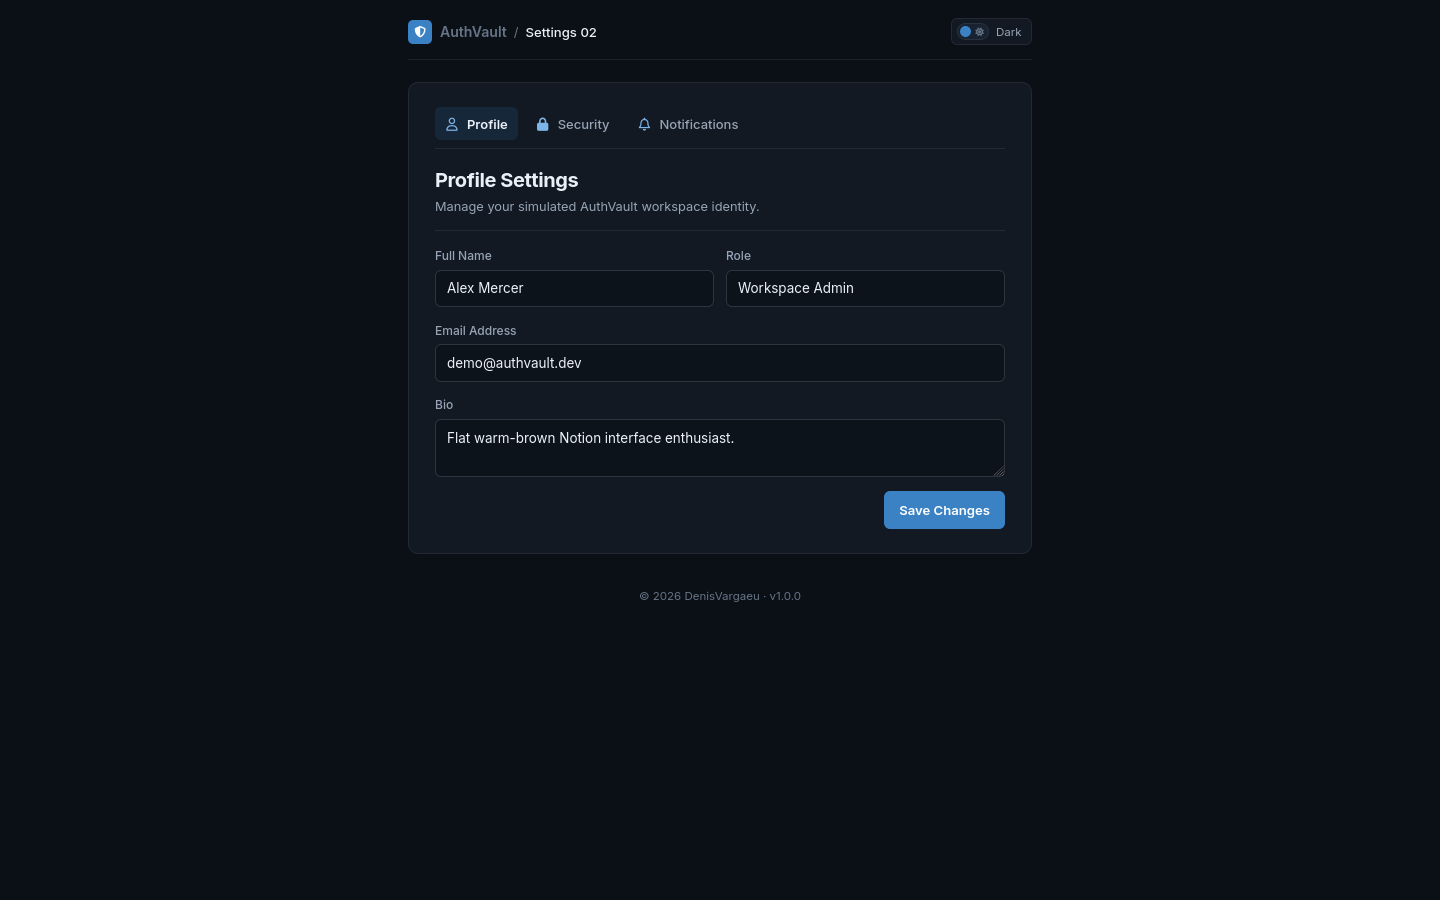 AuthVault / Settings 02
Dark
Profile
Security
Notifications
Profile Settings
Manage your simulated AuthVault workspace identity.
Full Name
Role
Alex Mercer
Workspace Admin
Email Address
demo@authvault.dev
Bio
Flat warm-brown Notion interface enthusiast.
Save Changes
© 2026 DenisVargaeu · v1.0.0